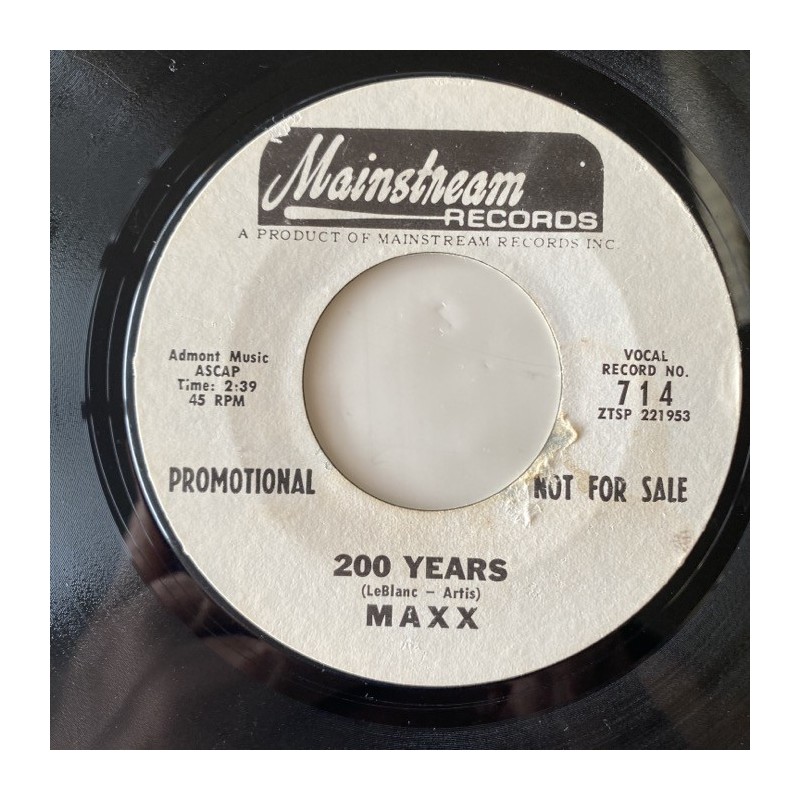 Mainstream
RECORDS
A PRODUCT OF MAINSTREAM RECORDS INC.
Admont Music
ASCAP
Time: 2:39
45 RPM
VOCAL
RECORD NO.
714
ZTSP 221953
PROMOTIONAL
NOT FOR SALE
200 YEARS
(LeBlanc - Artis)
MAXX